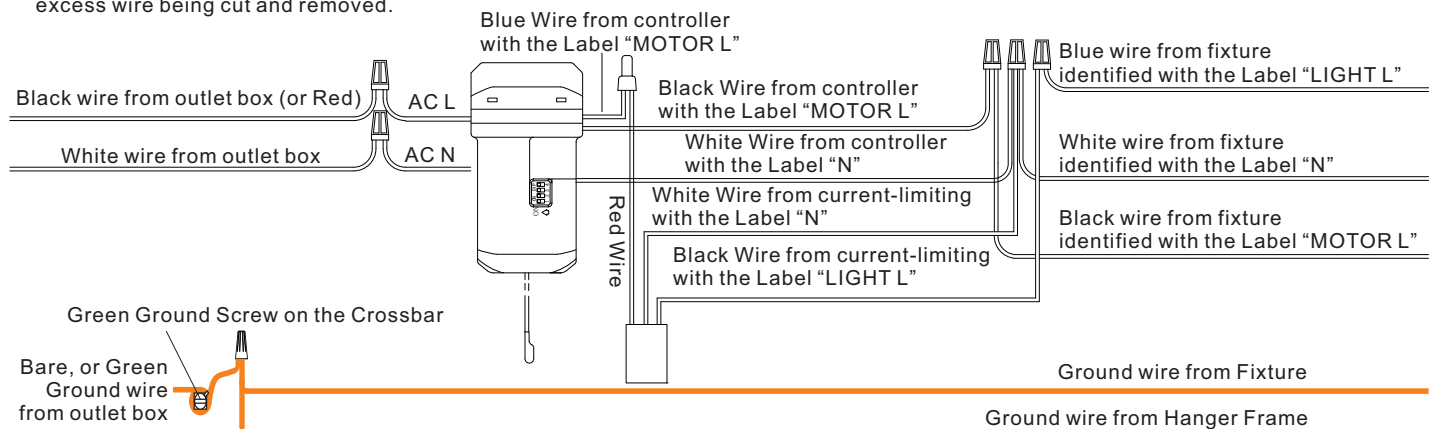 excess wire being cut and removed.
Blue Wire from controller
with the Label “MOTOR L”
Black wire from outlet box (or Red)
AC L
White wire from outlet box
AC N
Black Wire from controller
with the Label “MOTOR L”
White Wire from controller
with the Label “N”
White Wire from current-limiting
with the Label “N”
Black Wire from current-limiting
with the Label “LIGHT L”
Red Wire
Blue wire from fixture
identified with the Label “LIGHT L”
White wire from fixture
identified with the Label “N”
Black wire from fixture
identified with the Label “MOTOR L”
Green Ground Screw on the Crossbar
Bare, or Green
Ground wire
from outlet box
Ground wire from Fixture
Ground wire from Hanger Frame